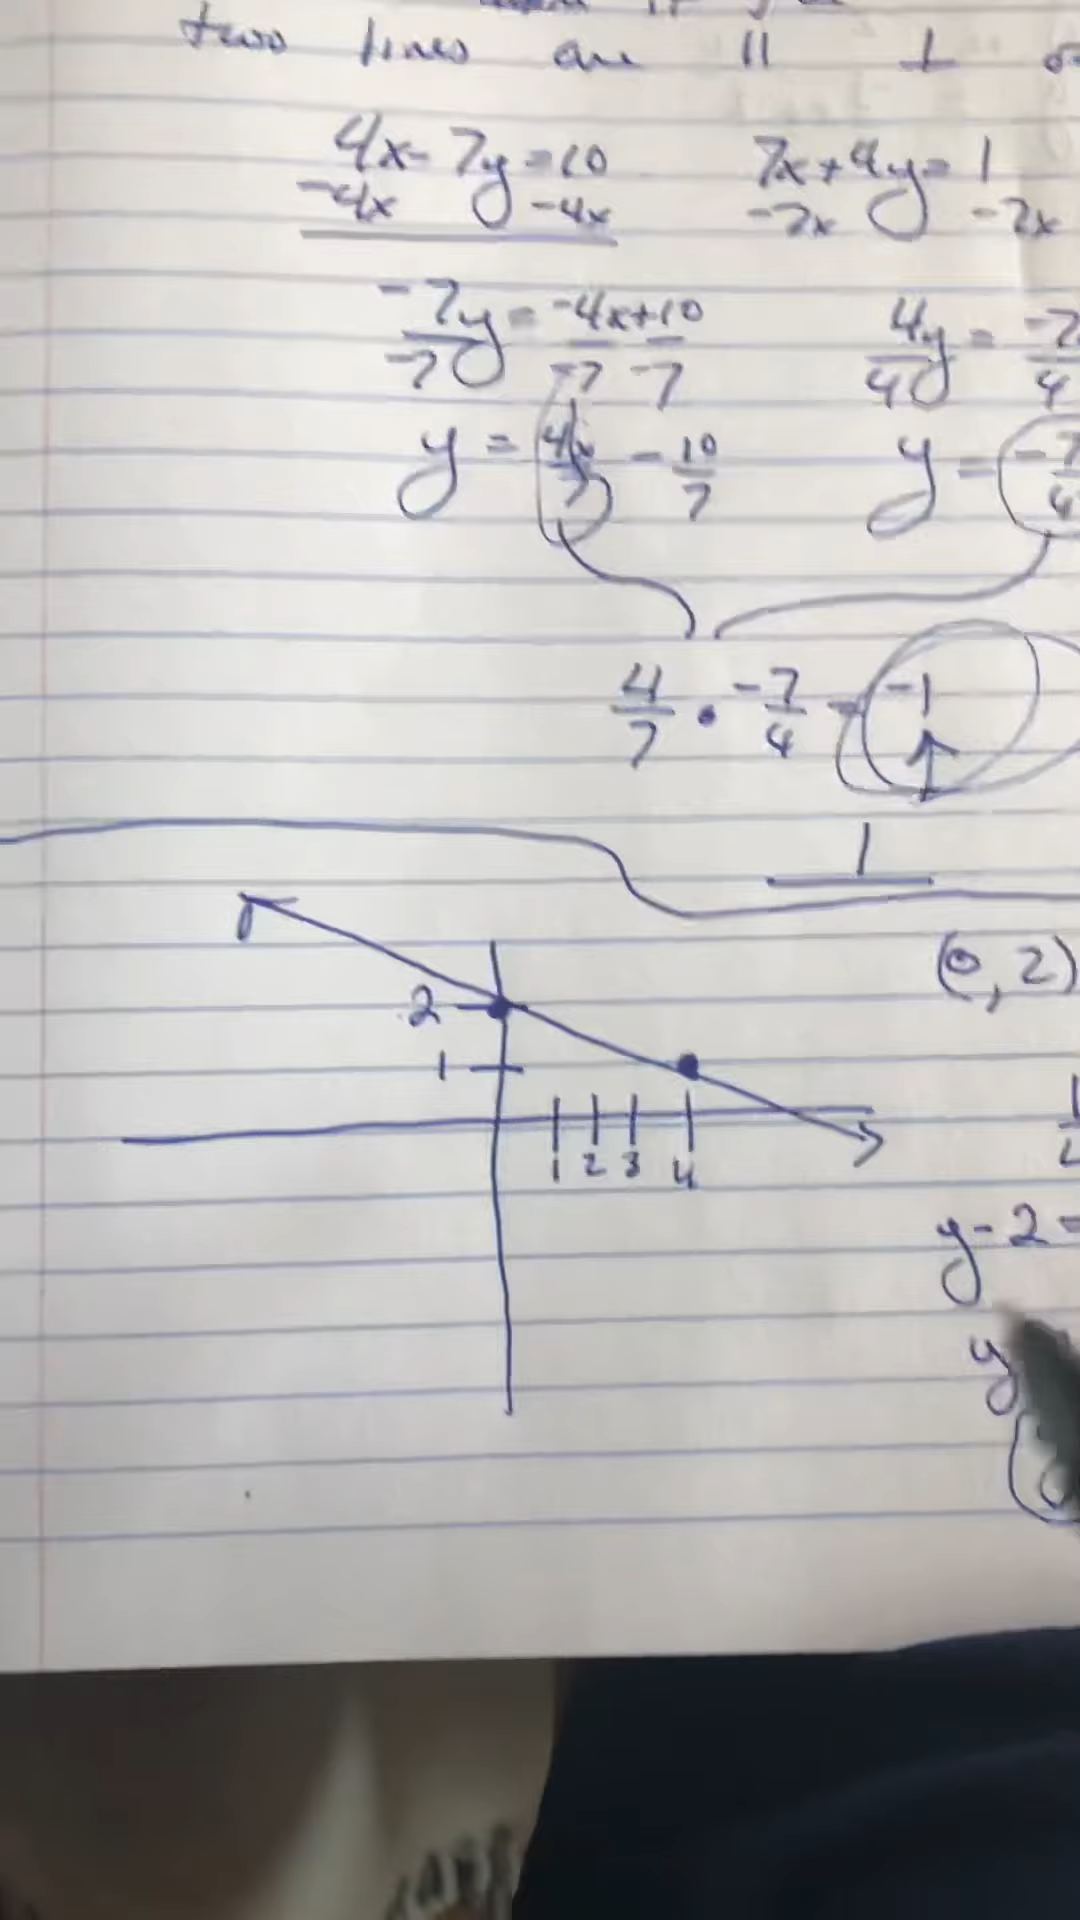 two lines are || ⊥
4x - 7y = 10 7x + 4y = 1
-4x -4x -7x -7x
-7y = -4x + 10 4y = -7
-7 -7 -7 4 4
y = 4x - 10 y = -7
7 7 4
4/7 · -7/4 = -1
⊥
(0, 2)
2
1
1 2 3 4
y - 2 =
y